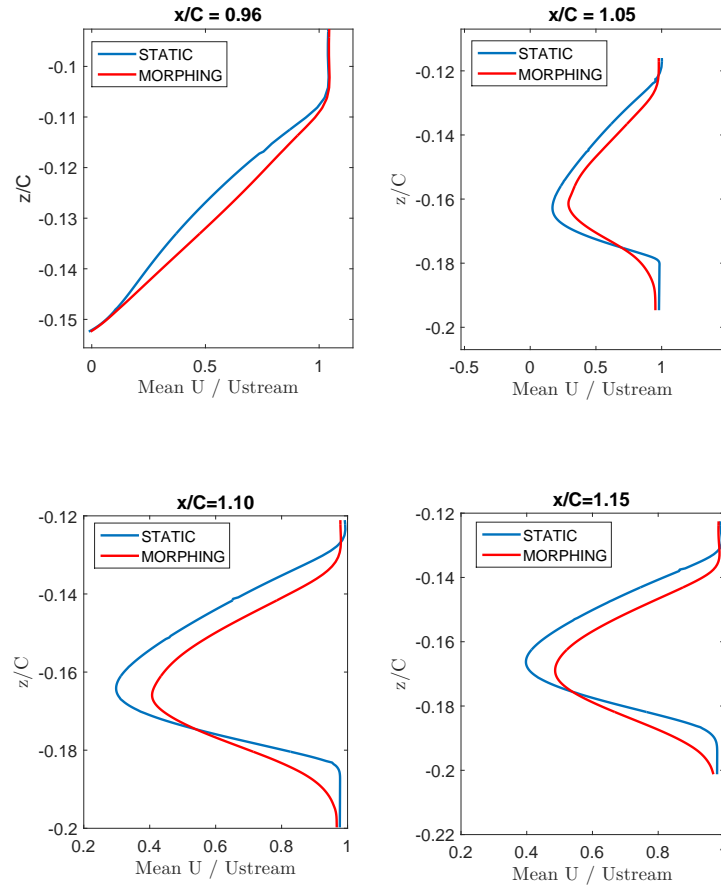 x/C = 0.96
STATIC
MORPHING
z/C
-0.1
-0.11
-0.12
-0.13
-0.14
-0.15
0
0.5
1
Mean U / Ustream
x/C = 1.05
STATIC
MORPHING
z/C
-0.12
-0.14
-0.16
-0.18
-0.2
-0.5
0
0.5
1
Mean U / Ustream
x/C=1.10
STATIC
MORPHING
z/C
-0.12
-0.14
-0.16
-0.18
-0.2
0.2
0.4
0.6
0.8
1
Mean U / Ustream
x/C=1.15
STATIC
MORPHING
z/C
-0.12
-0.14
-0.16
-0.18
-0.2
-0.22
0.2
0.4
0.6
0.8
1
Mean U / Ustream